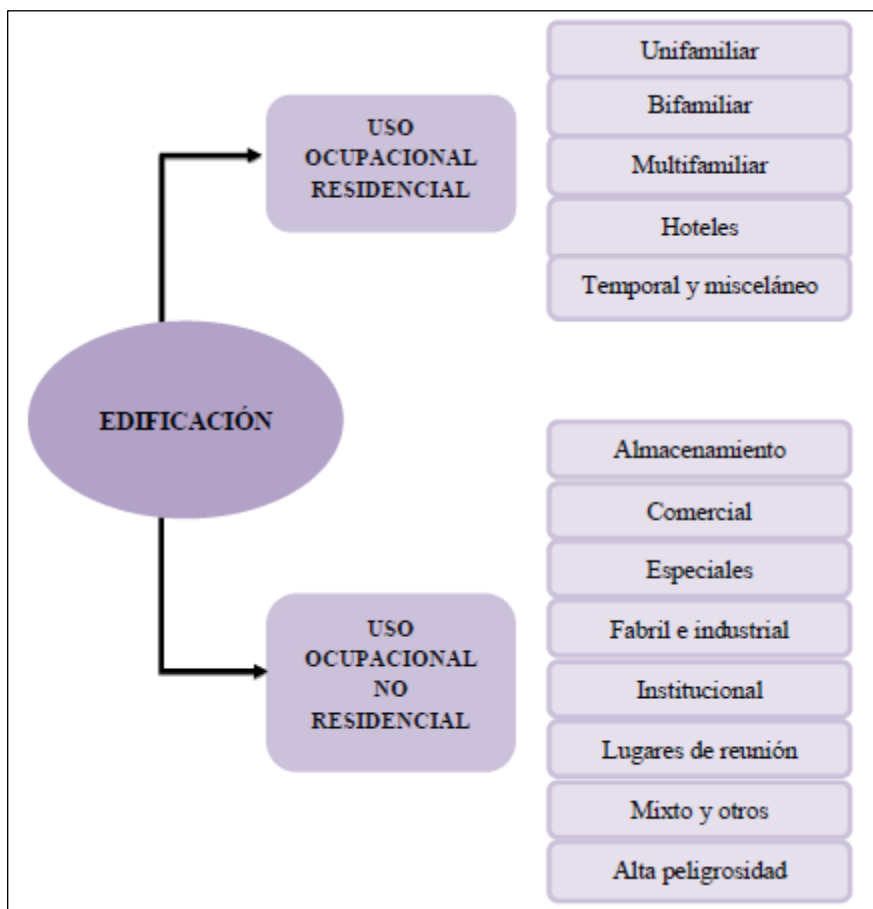 USO
OCUPACIONAL
RESIDENCIAL
Unifamiliar
Bifamiliar
Multifamiliar
Hoteles
Temporal y misceláneo
EDIFICACIÓN
USO
OCUPACIONAL
NO
RESIDENCIAL
Almacenamiento
Comercial
Especiales
Fabril e industrial
Institucional
Lugares de reunión
Mixto y otros
Alta peligrosidad